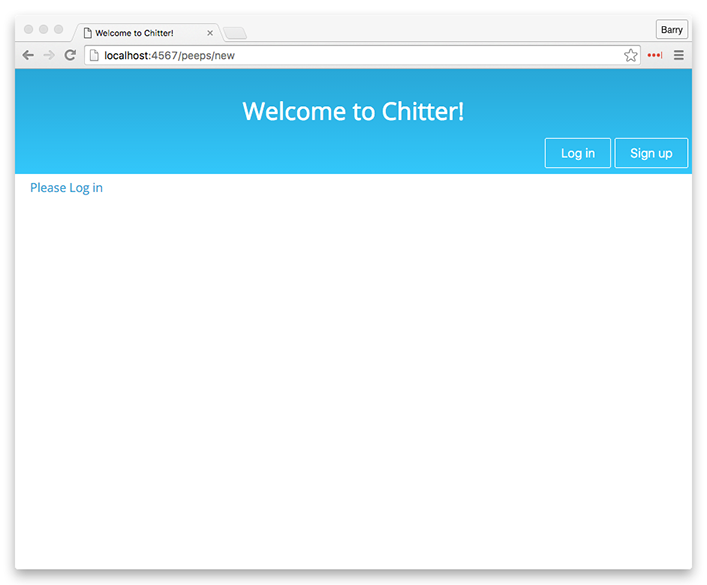 Welcome to Chitter!
Barry
localhost:4567/peeps/new
Welcome to Chitter!
Log in
Sign up
Please Log in